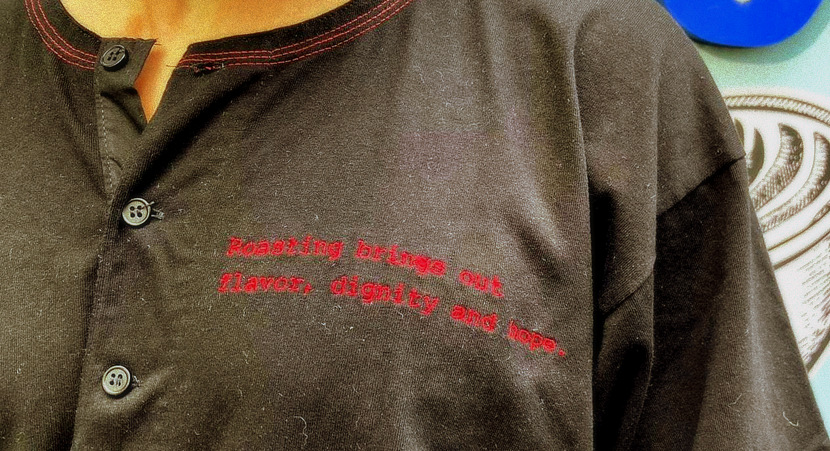 Roasting brings out
flavor, dignity and hope.